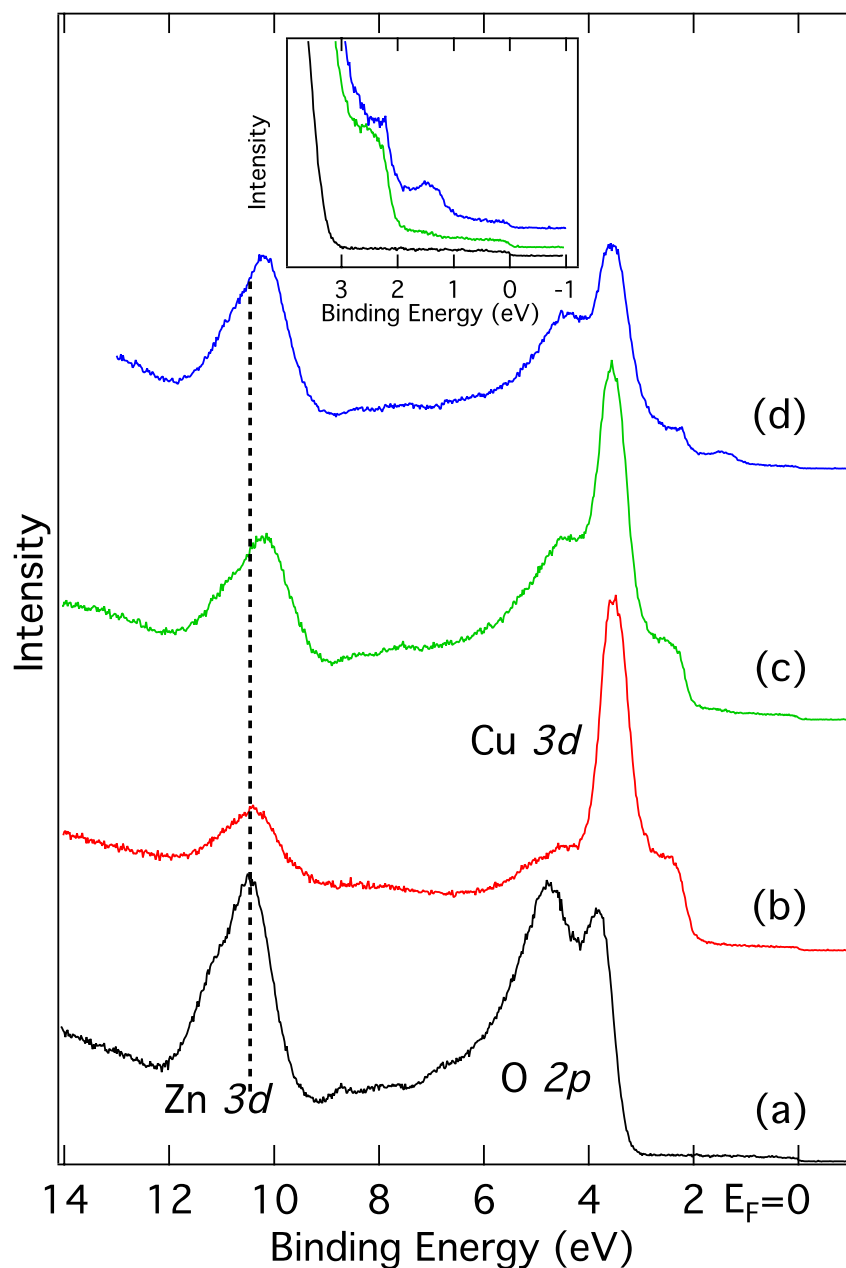 Intensity
3 2 1 0 -1
Binding Energy (eV)
(d)
(c)
Cu 3d
(b)
O 2p
Zn 3d
(a)
Intensity
14 12 10 8 6 4 2 E_F=0
Binding Energy (eV)